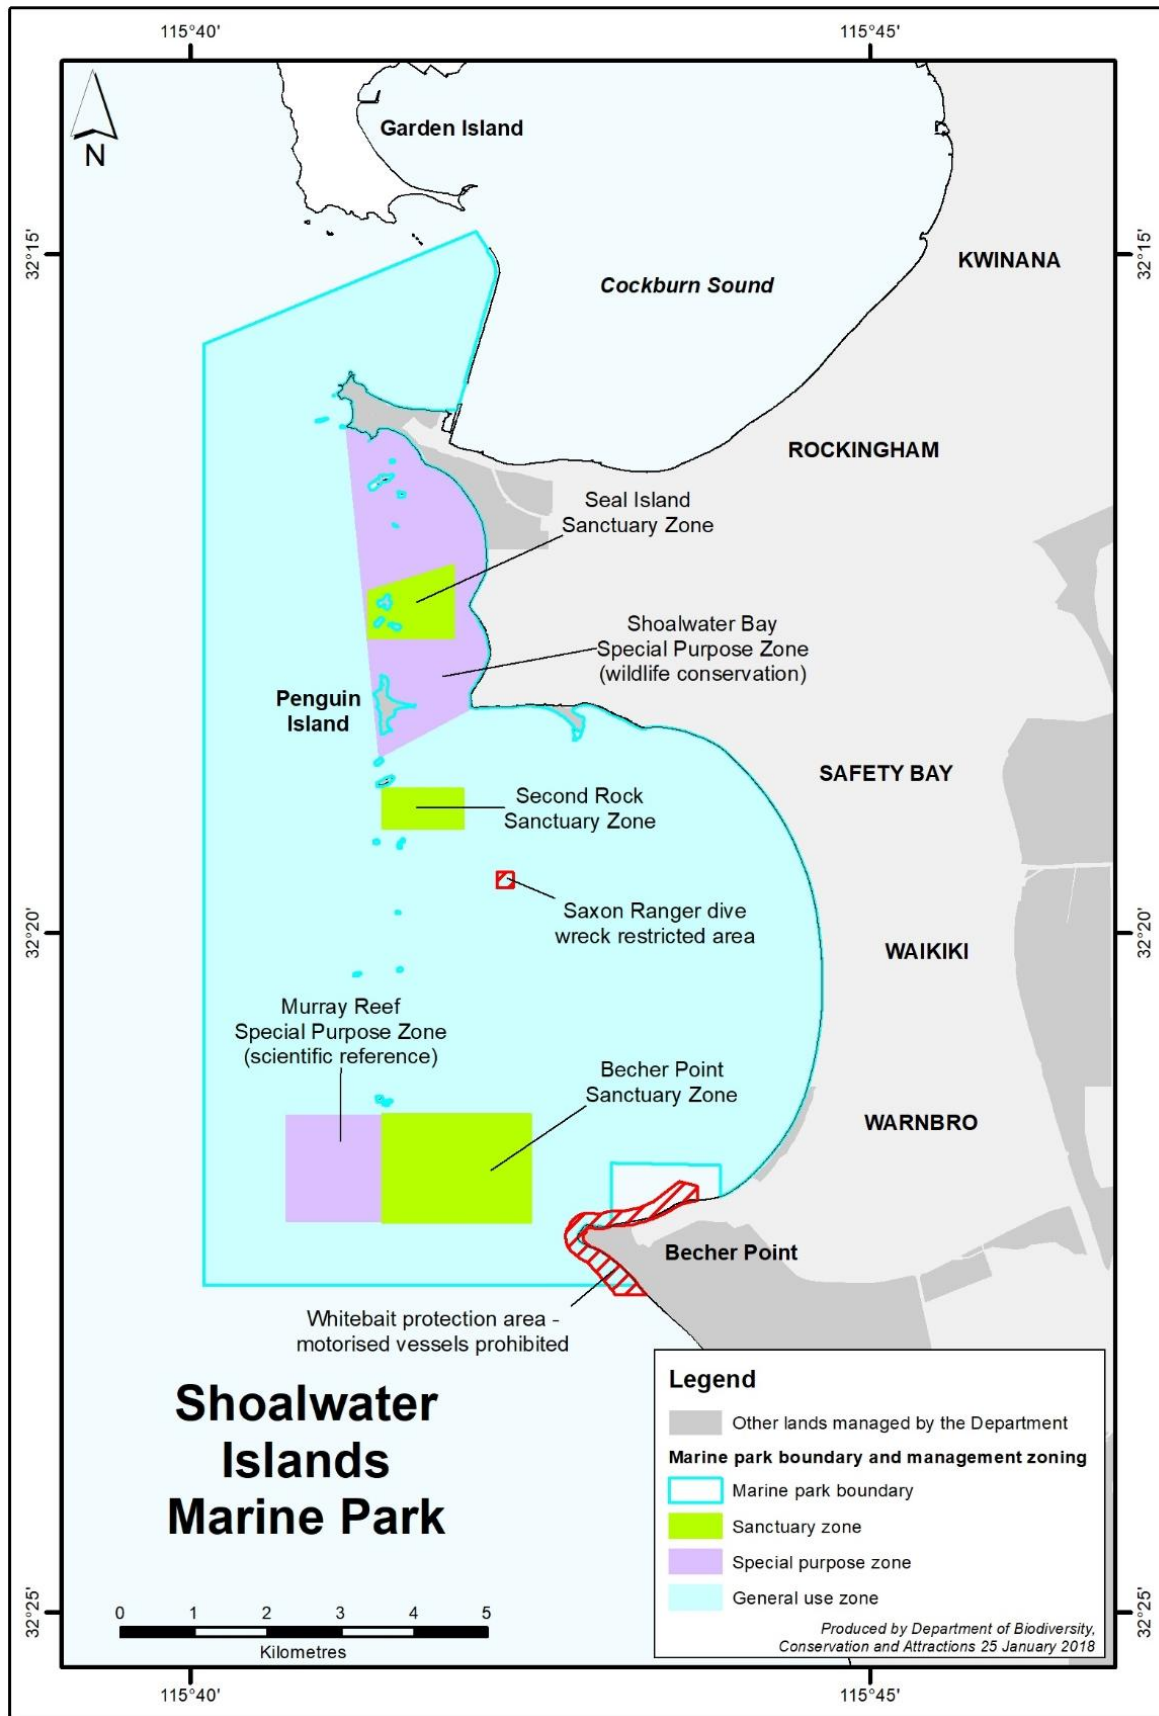 115°40'
115°45'
N
Garden Island
32°15'
32°15'
KWINANA
Cockburn Sound
ROCKINGHAM
Seal Island
Sanctuary Zone
Shoalwater Bay
Special Purpose Zone
(wildlife conservation)
Penguin
Island
SAFETY BAY
Second Rock
Sanctuary Zone
Saxon Ranger dive
wreck restricted area
32°20'
32°20'
WAIKIKI
Murray Reef
Special Purpose Zone
(scientific reference)
Becher Point
Sanctuary Zone
WARNBRO
Becher Point
Whitebait protection area -
motorised vessels prohibited
Shoalwater
Islands
Marine Park
Legend
Other lands managed by the Department
Marine park boundary and management zoning
Marine park boundary
Sanctuary zone
Special purpose zone
General use zone
Produced by Department of Biodiversity,
Conservation and Attractions 25 January 2018
32°25'
32°25'
0 1 2 3 4 5
Kilometres
115°40'
115°45'